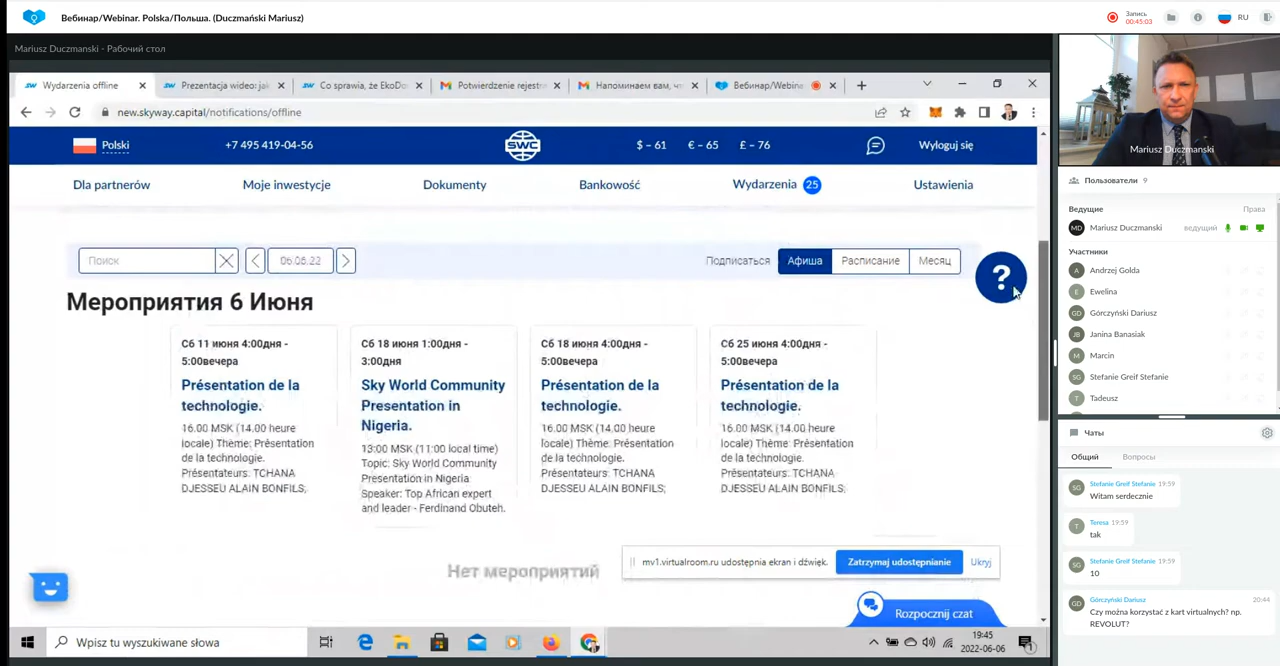 Вебинар/Webinar. Polska/Польша. (Duczmański Mariusz)
Запись
00:45:03
RU
Mariusz Duczmanski - Рабочий стол
Wydarzenia offline
Prezentacja wideo: jak
Co sprawia, że EkoDo
Potwierdzenie rejestr
Напоминаем вам, ч
Вебинар/Webina
new.skyway.capital/notifications/offline
Polski
+7 495 419-04-56
SWC
$ – 61
€ – 65
£ – 76
Wyloguj się
Dla partnerów
Moje inwestycje
Dokumenty
Bankowość
Wydarzenia 25
Ustawienia
Поиск
06.06.22
Подписаться
Афиша
Расписание
Месяц
?
Мероприятия 6 Июня
Сб 11 июня 4:00дня -
5:00вечера
Présentation de la
technologie.
16.00 MSK (14.00 heure
locale) Thème: Présentation
de la technologie.
Présentateurs: TCHANA
DJESSEU ALAIN BONFILS;
Сб 18 июня 1:00дня -
3:00дня
Sky World Community
Presentation in
Nigeria.
13:00 MSK (11:00 local time)
Topic: Sky World Community
Presentation in Nigeria
Speaker: Top African expert
and leader - Ferdinand Obuteh.
Сб 18 июня 4:00дня -
5:00вечера
Présentation de la
technologie.
16.00 MSK (14.00 heure
locale) Thème: Présentation
de la technologie.
Présentateurs: TCHANA
DJESSEU ALAIN BONFILS;
Сб 25 июня 4:00дня -
5:00вечера
Présentation de la
technologie.
16.00 MSK (14.00 heure
locale) Thème: Présentation
de la technologie.
Présentateurs: TCHANA
DJESSEU ALAIN BONFILS;
Нет мероприятий
mv1.virtualroom.ru udostępnia ekran i dźwięk.
Zatrzymaj udostępnianie
Ukryj
Rozpocznij czat
Wpisz tu wyszukiwane słowa
19:45
2022-06-06
1
Mariusz Duczmanski
Пользователи 9
Ведущие
Права
MD
Mariusz Duczmanski
ведущий
Участники
A
Andrzej Golda
E
Ewelina
GD
Górczyński Dariusz
JB
Janina Banasiak
M
Marcin
SG
Stefanie Greif Stefanie
T
Tadeusz
Чаты
Общий
Вопросы
SG
Stefanie Greif Stefanie 19:59
Witam serdecznie
T
Teresa 19:59
tak
SG
Stefanie Greif Stefanie 19:59
10
GD
Górczyński Dariusz 20:44
Czy można korzystać z kart virtualnych? np.
REVOLUT?